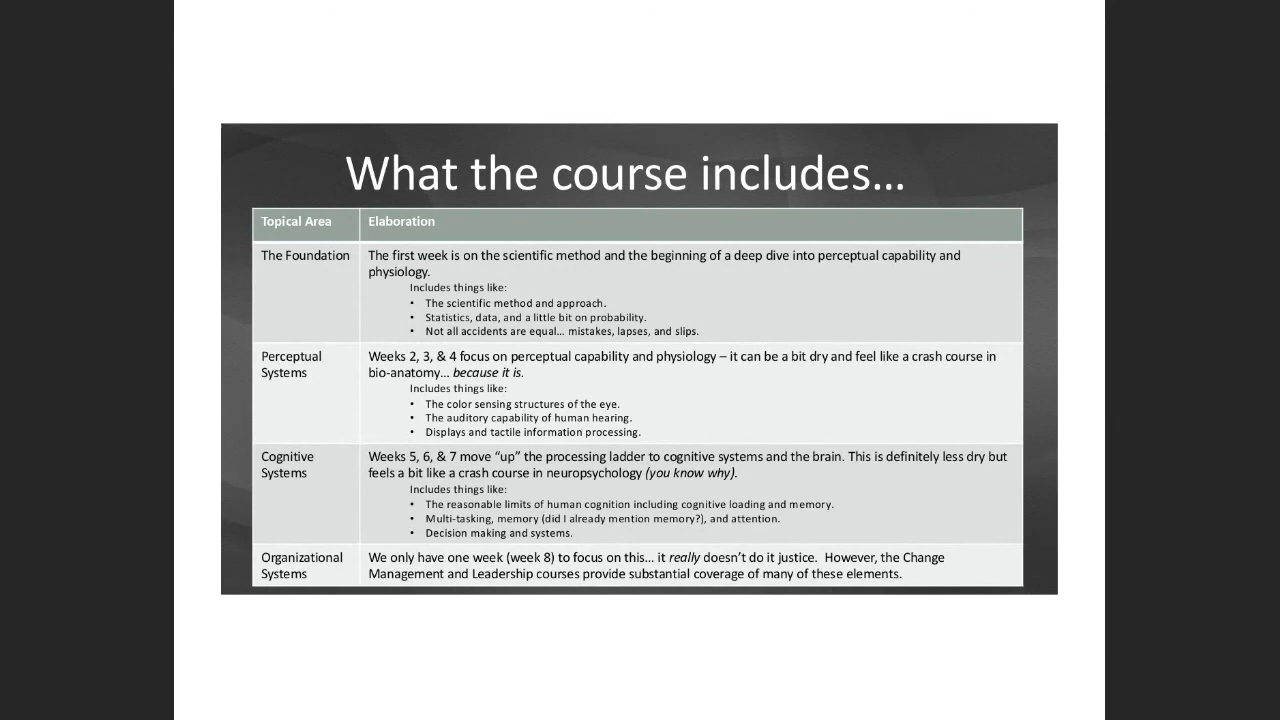 What the course includes…
Topical Area
Elaboration
The Foundation
The first week is on the scientific method and the beginning of a deep dive into perceptual capability and
physiology.
Includes things like:
• The scientific method and approach.
• Statistics, data, and a little bit on probability.
• Not all accidents are equal… mistakes, lapses, and slips.
Perceptual
Systems
Weeks 2, 3, & 4 focus on perceptual capability and physiology – it can be a bit dry and feel like a crash course in
bio-anatomy… because it is.
Includes things like:
• The color sensing structures of the eye.
• The auditory capability of human hearing.
• Displays and tactile information processing.
Cognitive
Systems
Weeks 5, 6, & 7 move “up” the processing ladder to cognitive systems and the brain. This is definitely less dry but
feels a bit like a crash course in neuropsychology (you know why).
Includes things like:
• The reasonable limits of human cognition including cognitive loading and memory.
• Multi-tasking, memory (did I already mention memory?), and attention.
• Decision making and systems.
Organizational
Systems
We only have one week (week 8) to focus on this… it really doesn’t do it justice.  However, the Change
Management and Leadership courses provide substantial coverage of many of these elements.